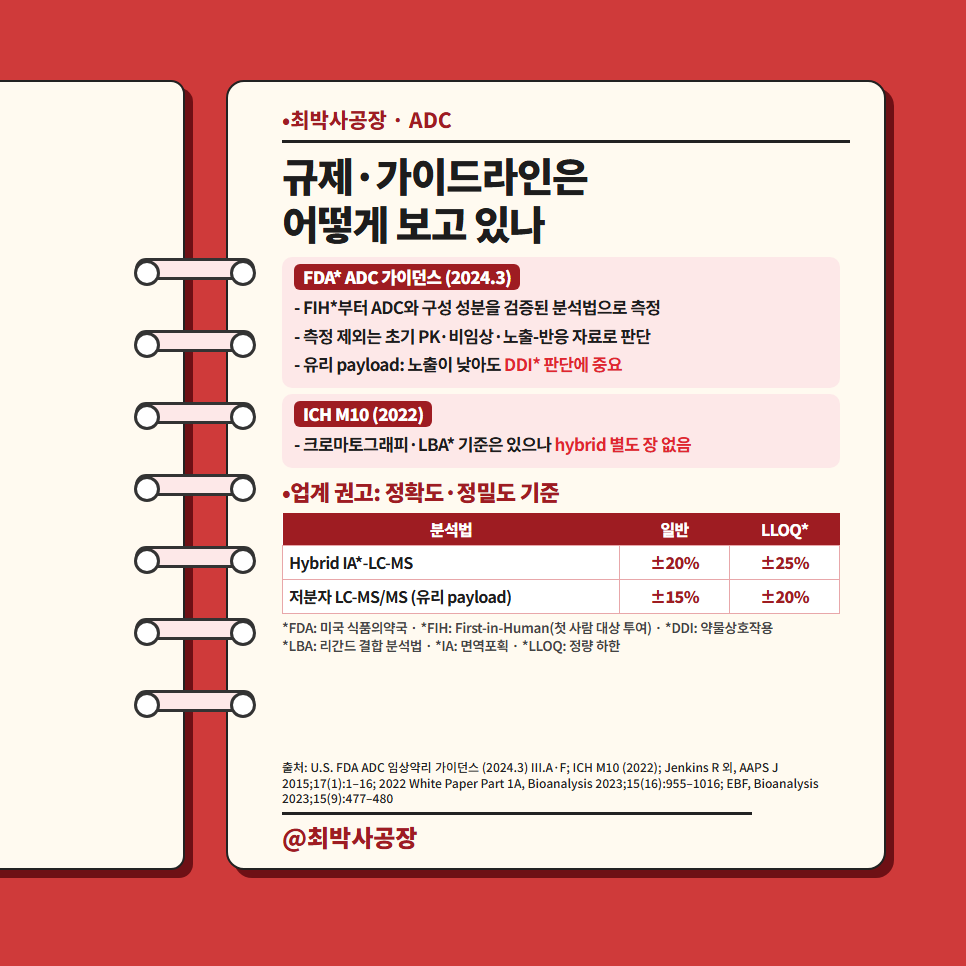 •최박사공장 · ADC
규제·가이드라인은
어떻게 보고 있나
FDA* ADC 가이던스 (2024.3)
- FIH*부터 ADC와 구성 성분을 검증된 분석법으로 측정
- 측정 제외는 초기 PK·비임상·노출-반응 자료로 판단
- 유리 payload: 노출이 낮아도 DDI* 판단에 중요
ICH M10 (2022)
- 크로마토그래피·LBA* 기준은 있으나 hybrid 별도 장 없음
•업계 권고: 정확도·정밀도 기준
분석법 일반 LLOQ*
Hybrid IA*-LC-MS ±20% ±25%
저분자 LC-MS/MS (유리 payload) ±15% ±20%
*FDA: 미국 식품의약국 · *FIH: First-in-Human(첫 사람 대상 투여) · *DDI: 약물상호작용
*LBA: 리간드 결합 분석법 · *IA: 면역포획 · *LLOQ: 정량 하한
출처: U.S. FDA ADC 임상약리 가이던스 (2024.3) III.A·F; ICH M10 (2022); Jenkins R 외, AAPS J
2015;17(1):1–16; 2022 White Paper Part 1A, Bioanalysis 2023;15(16):955–1016; EBF, Bioanalysis
2023;15(9):477–480
@최박사공장